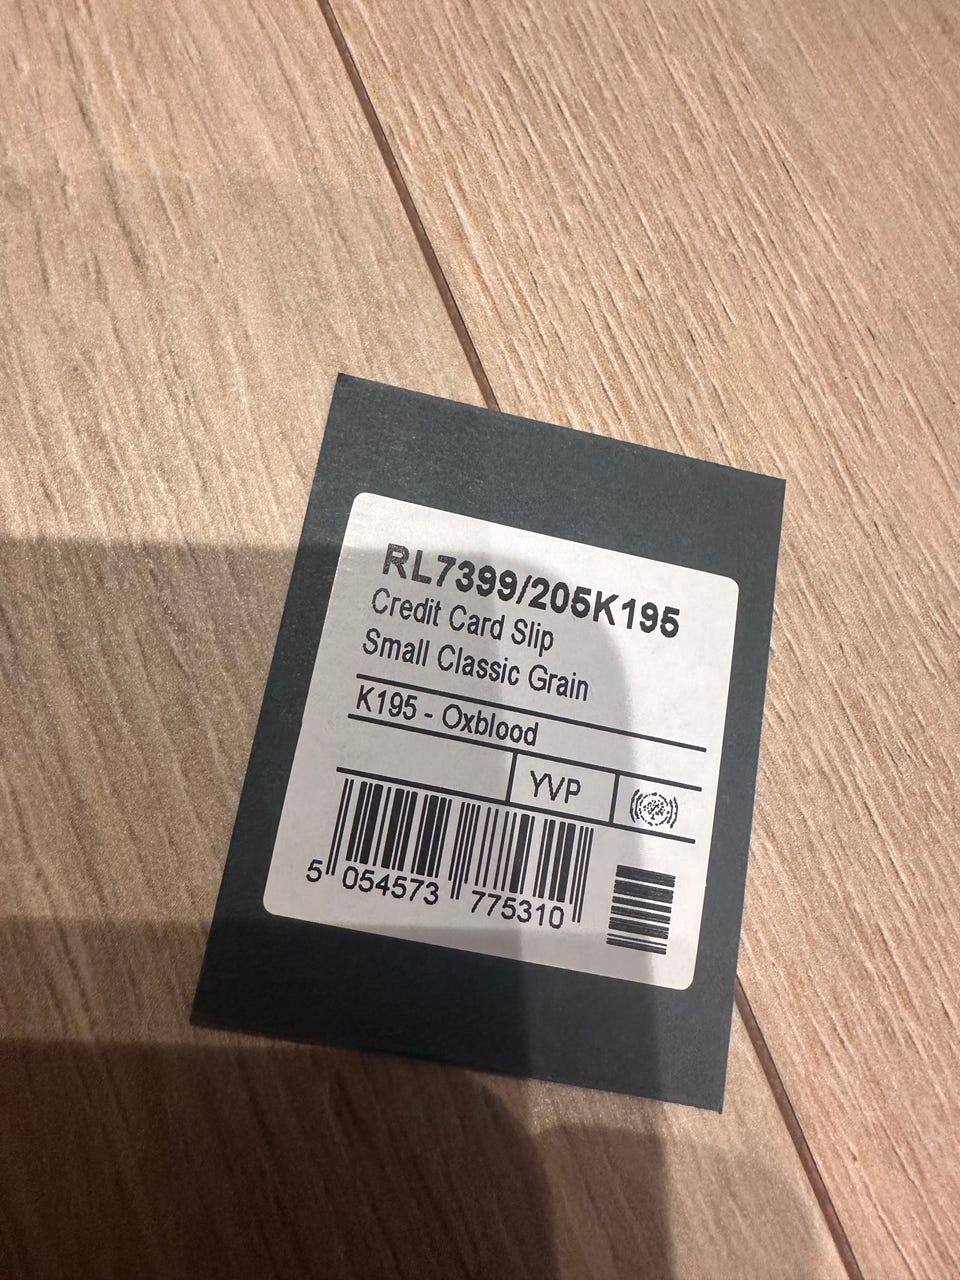 RL7399/205K195
Credit Card Slip
Small Classic Grain
K195 - Oxblood
YVP
5 054573 775310